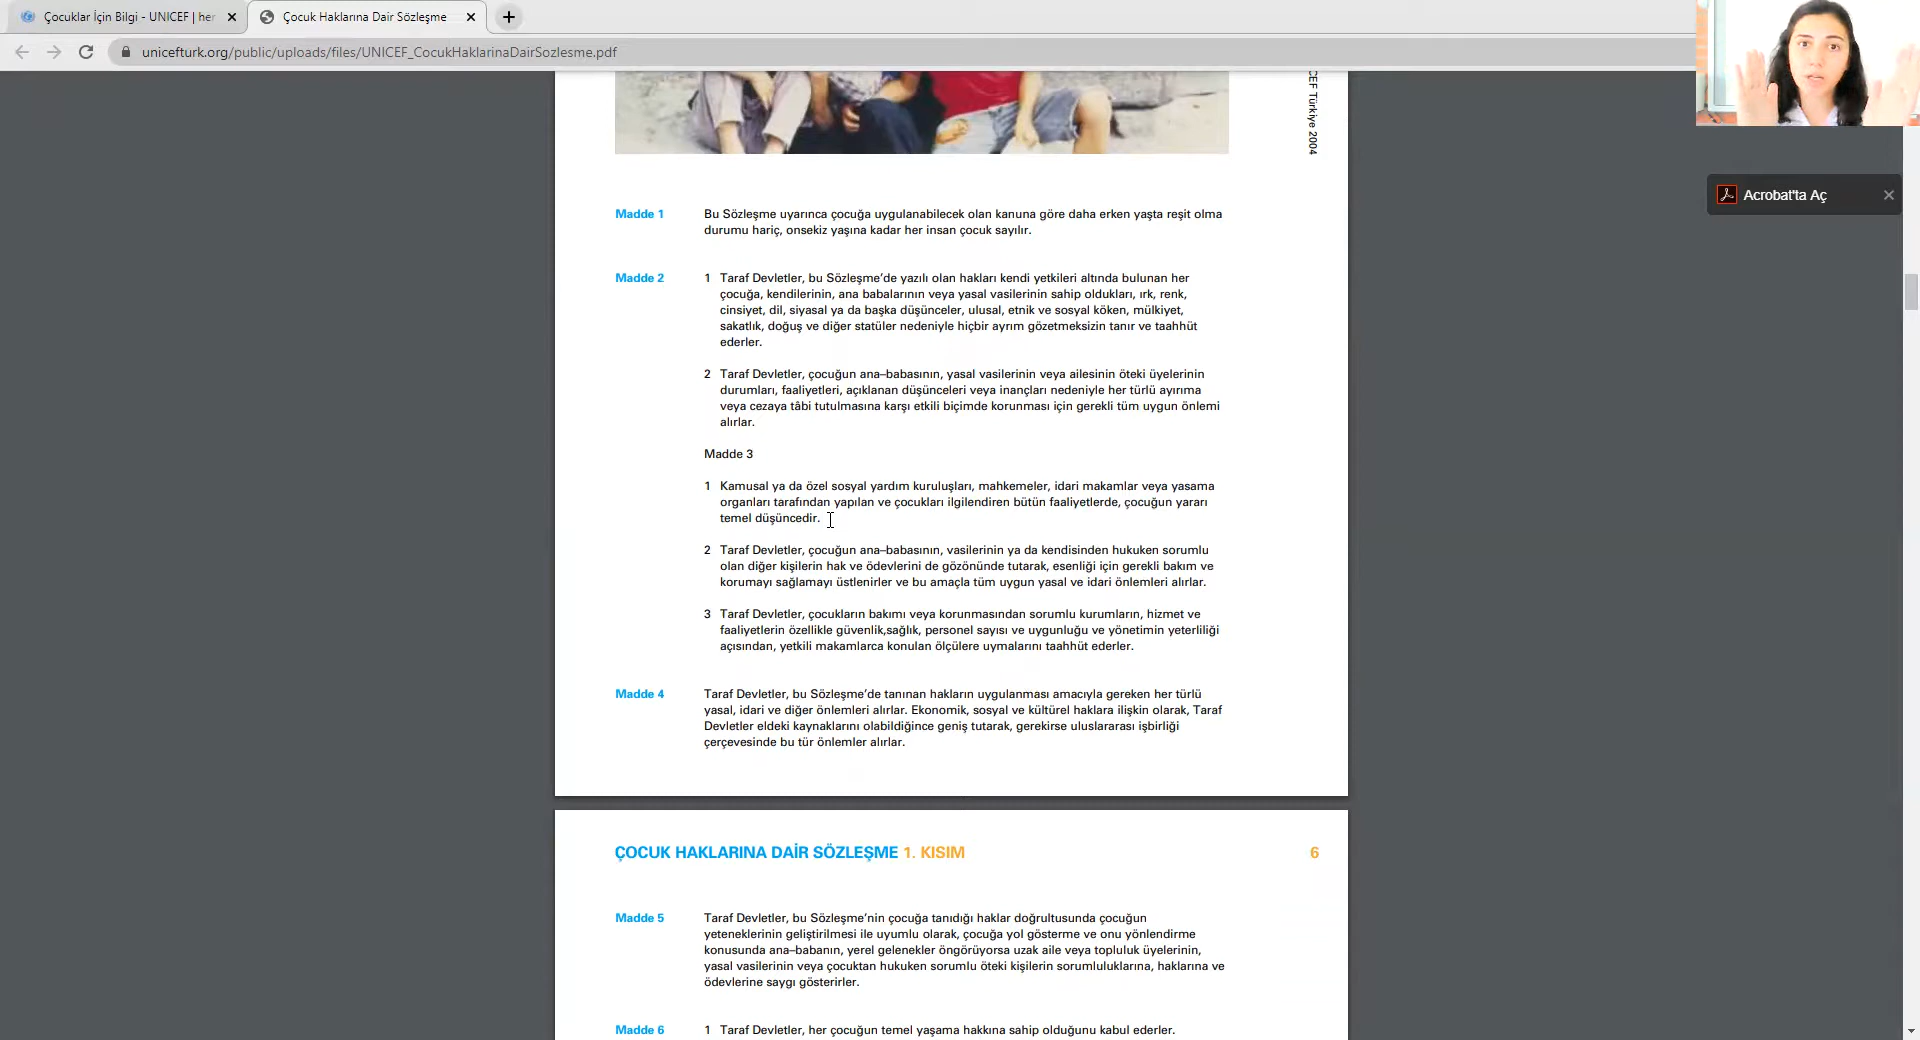 Çocuklar İçin Bilgi - UNICEF | her
Çocuk Haklarına Dair Sözleşme
unicefturk.org/public/uploads/files/UNICEF_CocukHaklarinaDairSozlesme.pdf
Acrobat'ta Aç
CEF Türkiye 2004
Madde 1
Bu Sözleşme uyarınca çocuğa uygulanabilecek olan kanuna göre daha erken yaşta reşit olma
durumu hariç, onsekiz yaşına kadar her insan çocuk sayılır.
Madde 2
1 Taraf Devletler, bu Sözleşme’de yazılı olan hakları kendi yetkileri altında bulunan her
çocuğa, kendilerinin, ana babalarının veya yasal vasilerinin sahip oldukları, ırk, renk,
cinsiyet, dil, siyasal ya da başka düşünceler, ulusal, etnik ve sosyal köken, mülkiyet,
sakatlık, doğuş ve diğer statüler nedeniyle hiçbir ayrım gözetmeksizin tanır ve taahhüt
ederler.
2 Taraf Devletler, çocuğun ana–babasının, yasal vasilerinin veya ailesinin öteki üyelerinin
durumları, faaliyetleri, açıklanan düşünceleri veya inançları nedeniyle her türlü ayırıma
veya cezaya tâbi tutulmasına karşı etkili biçimde korunması için gerekli tüm uygun önlemi
alırlar.
Madde 3
1 Kamusal ya da özel sosyal yardım kuruluşları, mahkemeler, idari makamlar veya yasama
organları tarafından yapılan ve çocukları ilgilendiren bütün faaliyetlerde, çocuğun yararı
temel düşüncedir.
2 Taraf Devletler, çocuğun ana–babasının, vasilerinin ya da kendisinden hukuken sorumlu
olan diğer kişilerin hak ve ödevlerini de gözönünde tutarak, esenliği için gerekli bakım ve
korumayı sağlamayı üstlenirler ve bu amaçla tüm uygun yasal ve idari önlemleri alırlar.
3 Taraf Devletler, çocukların bakımı veya korunmasından sorumlu kurumların, hizmet ve
faaliyetlerin özellikle güvenlik,sağlık, personel sayısı ve uygunluğu ve yönetimin yeterliliği
açısından, yetkili makamlarca konulan ölçülere uymalarını taahhüt ederler.
Madde 4
Taraf Devletler, bu Sözleşme’de tanınan hakların uygulanması amacıyla gereken her türlü
yasal, idari ve diğer önlemleri alırlar. Ekonomik, sosyal ve kültürel haklara ilişkin olarak, Taraf
Devletler eldeki kaynaklarını olabildiğince geniş tutarak, gerekirse uluslararası işbirliği
çerçevesinde bu tür önlemler alırlar.
ÇOCUK HAKLARINA DAİR SÖZLEŞME 1. KISIM
6
Madde 5
Taraf Devletler, bu Sözleşme’nin çocuğa tanıdığı haklar doğrultusunda çocuğun
yeteneklerinin geliştirilmesi ile uyumlu olarak, çocuğa yol gösterme ve onu yönlendirme
konusunda ana–babanın, yerel gelenekler öngörüyorsa uzak aile veya topluluk üyelerinin,
yasal vasilerinin veya çocuktan hukuken sorumlu öteki kişilerin sorumluluklarına, haklarına ve
ödevlerine saygı gösterirler.
Madde 6
1 Taraf Devletler, her çocuğun temel yaşama hakkına sahip olduğunu kabul ederler.